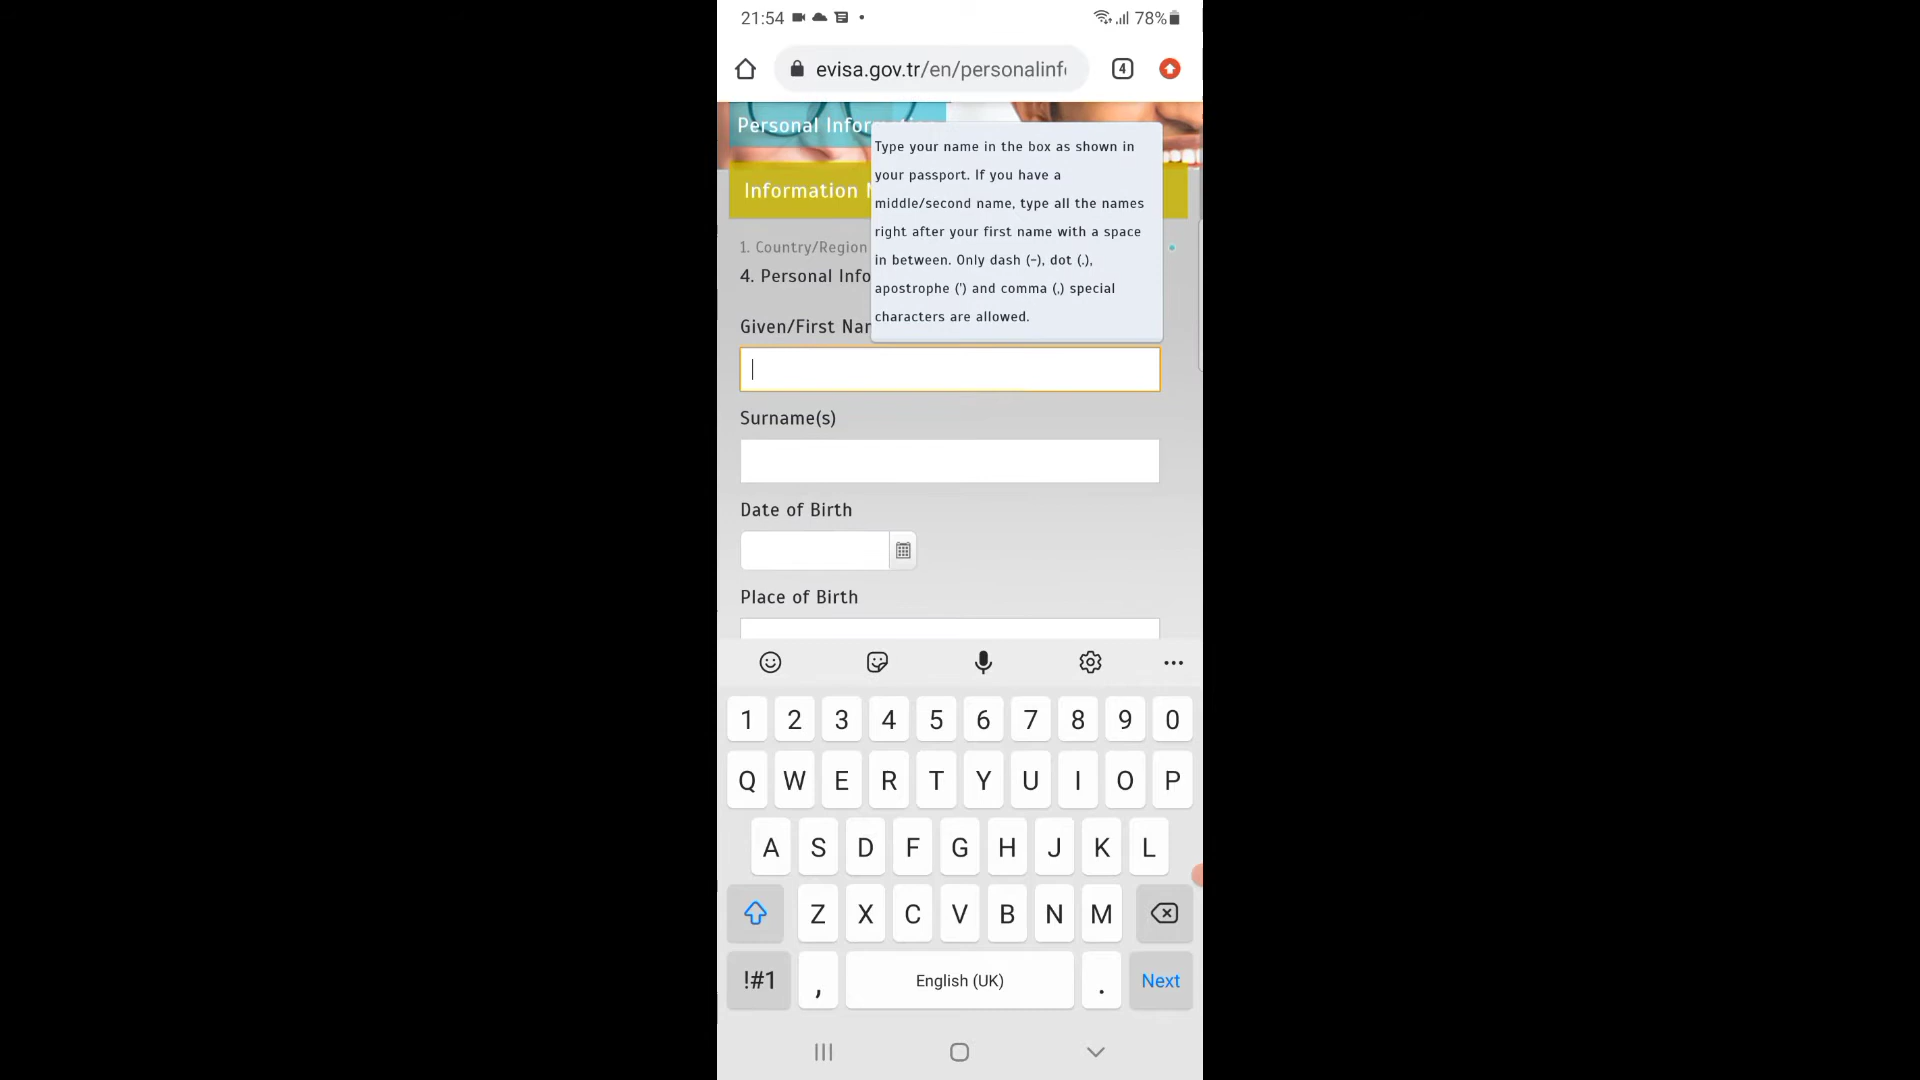 21:54
78%
evisa.gov.tr/en/personalinf
4
Personal Inform
Type your name in the box as shown in
your passport. If you have a
middle/second name, type all the names
right after your first name with a space
in between. Only dash (-), dot (.),
apostrophe (') and comma (,) special
characters are allowed.
Information
1. Country/Region
4. Personal Info
Given/First Na
Surname(s)
Date of Birth
Place of Birth
1 2 3 4 5 6 7 8 9 0
Q W E R T Y U I O P
A S D F G H J K L
Z X C V B N M
!#1 , English (UK) . Next